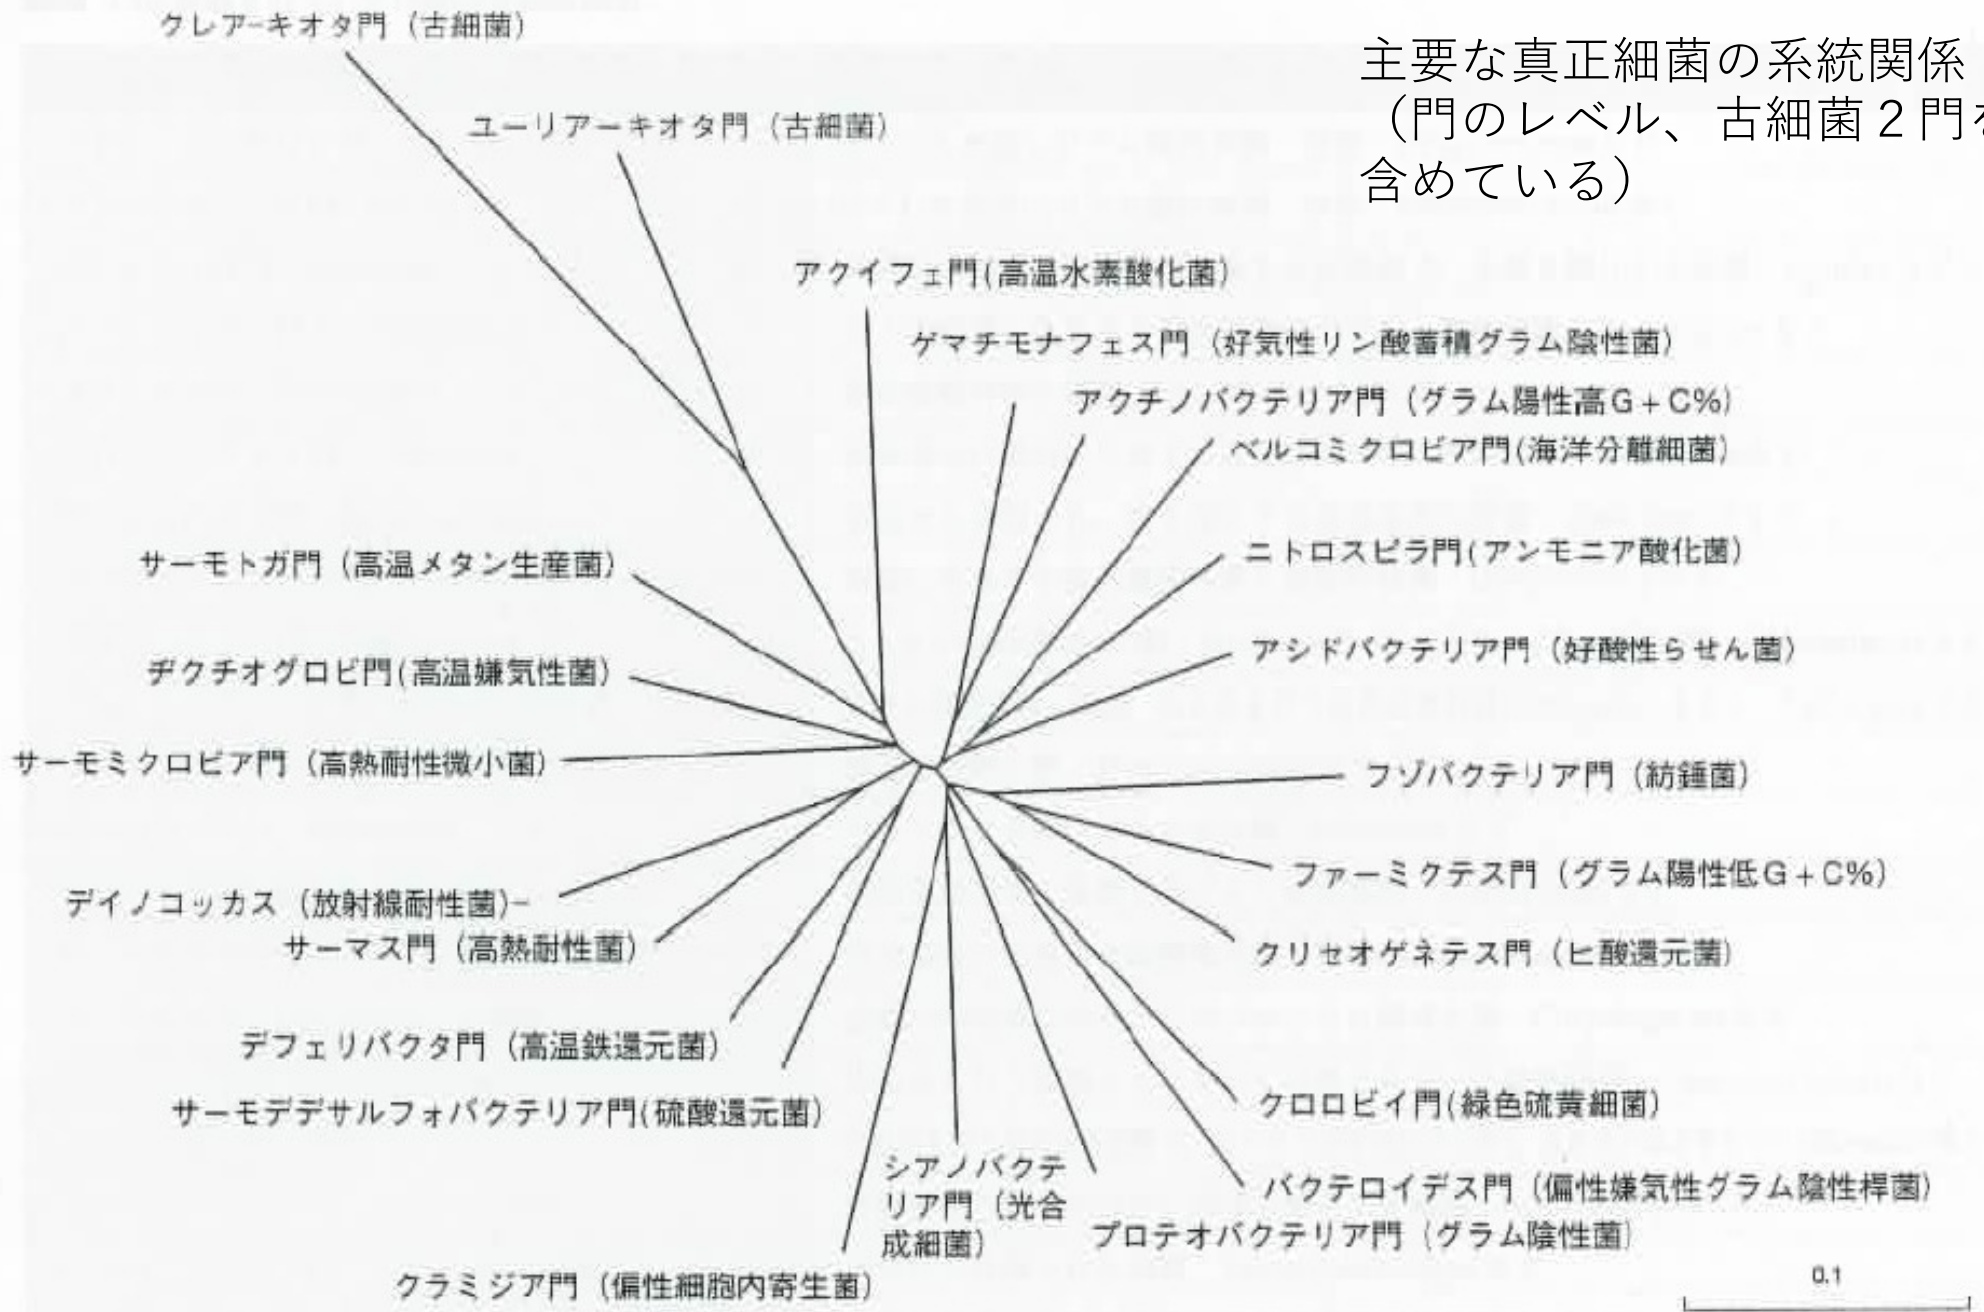 クレアーキオタ門（古細菌）
主要な真正細菌の系統関係
（門のレベル、古細菌２門を
含めている）
ユーリアーキオタ門（古細菌）
アクイフェ門(高温水素酸化菌）
ゲマチモナフェス門（好気性リン酸蓄積グラム陰性菌）
アクチノバクテリア門（グラム陽性高G＋C%）
ベルコミクロビア門(海洋分離細菌）
ニトロスピラ門(アンモニア酸化菌）
サーモトガ門（高温メタン生産菌）
アシドバクテリア門（好酸性らせん菌）
ヂクチオグロビ門(高温嫌気性菌）
サーモミクロビア門（高熱耐性微小菌）
フゾバクテリア門（紡錘菌）
ファーミクテス門（グラム陽性低G＋C%）
デイノコッカス（放射線耐性菌）−
サーマス門（高熱耐性菌）
クリセオゲネテス門（ヒ酸還元菌）
デフェリバクタ門（高温鉄還元菌）
サーモデデサルフォバクテリア門(硫酸還元菌）
クロロビイ門(緑色硫黄細菌）
シアノバクテ
リア門（光合
成細菌）
バクテロイデス門（偏性嫌気性グラム陰性桿菌）
プロテオバクテリア門（グラム陰性菌）
クラミジア門（偏性細胞内寄生菌）
0.1